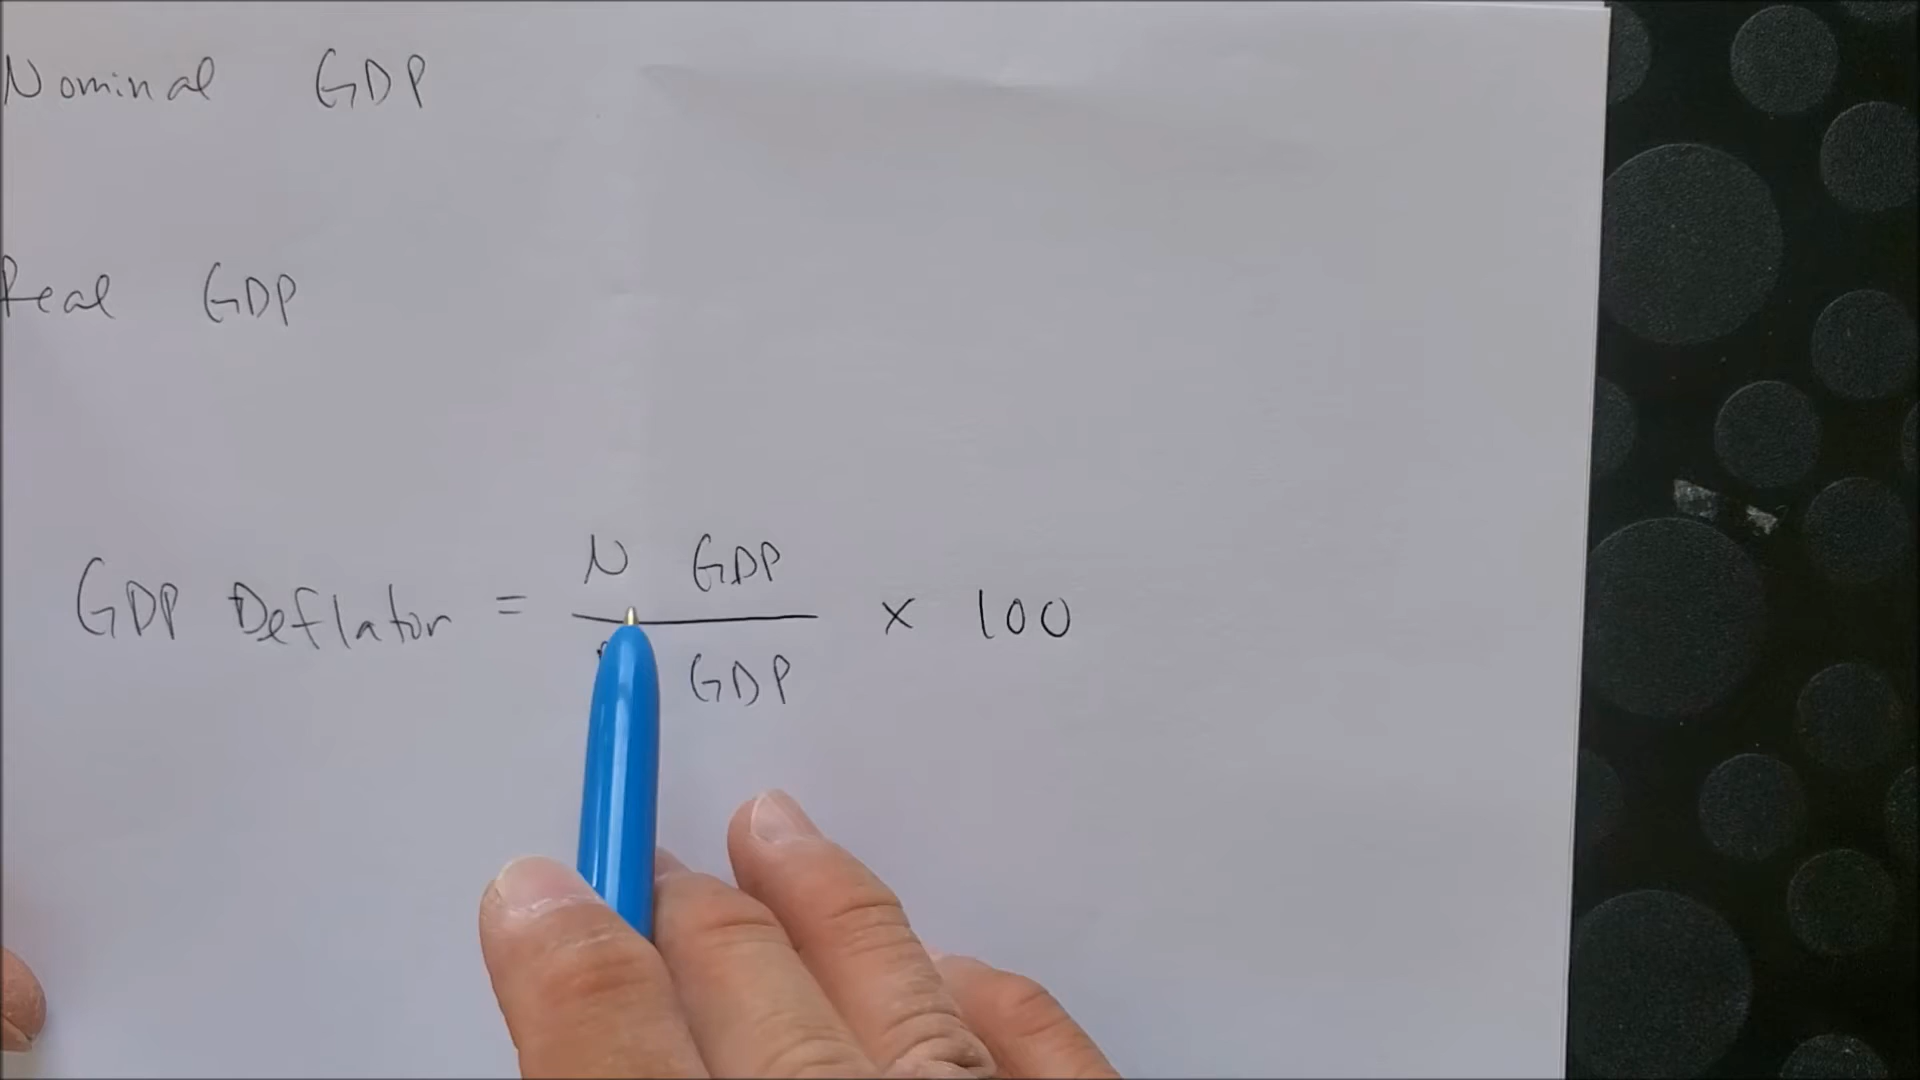 Nominal GDP
Real GDP
GDP Deflator = N GDP × 100
GDP